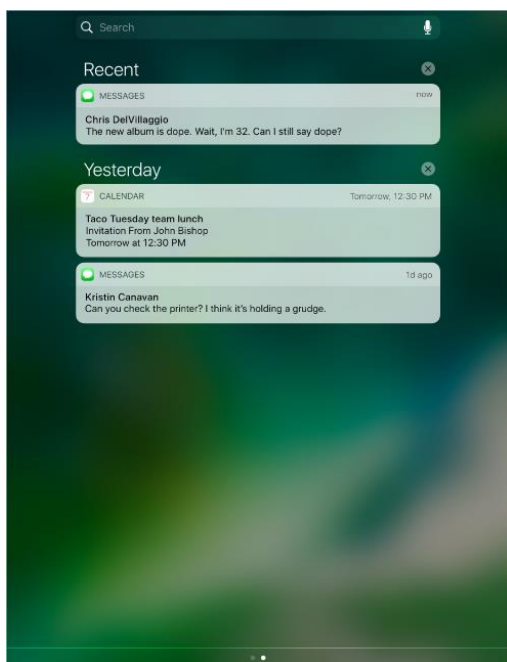 Search
Recent
MESSAGES now
Chris DelVillaggio
The new album is dope. Wait, I'm 32. Can I still say dope?
Yesterday
7 CALENDAR Tomorrow, 12:30 PM
Taco Tuesday team lunch
Invitation From John Bishop
Tomorrow at 12:30 PM
MESSAGES 1d ago
Kristin Canavan
Can you check the printer? I think it's holding a grudge.